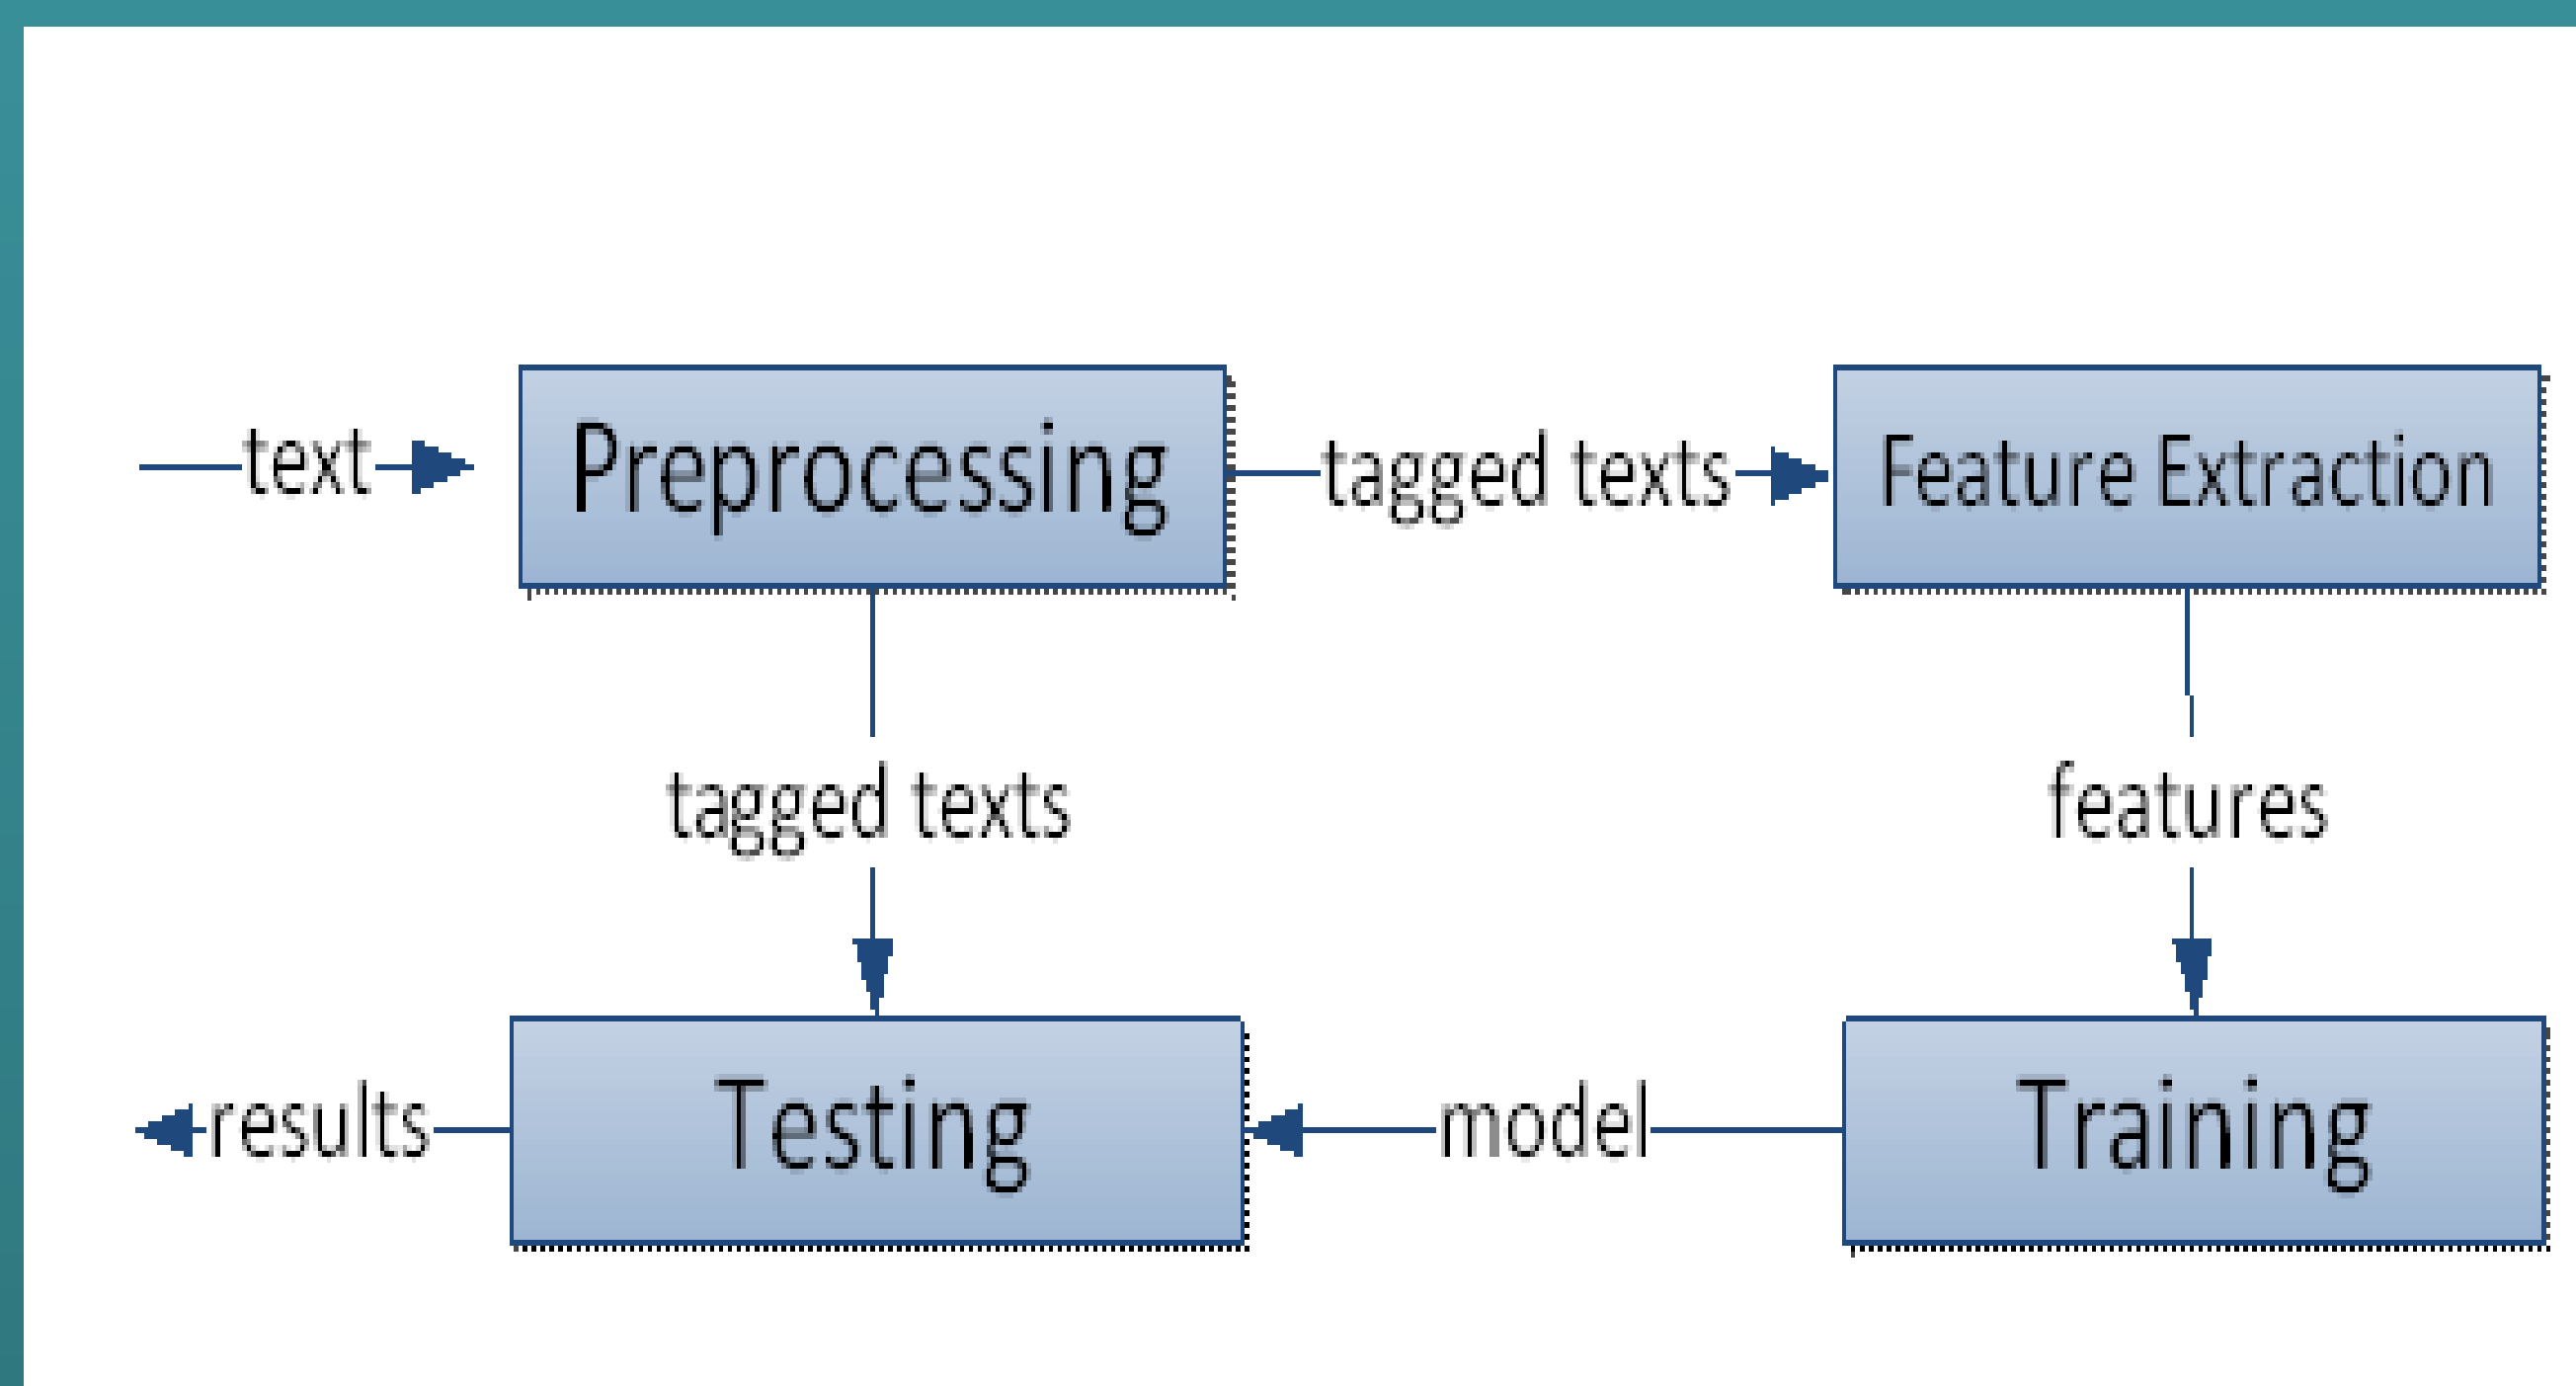 text
Preprocessing
tagged texts
Feature Extraction
tagged texts
features
results
Testing
model
Training